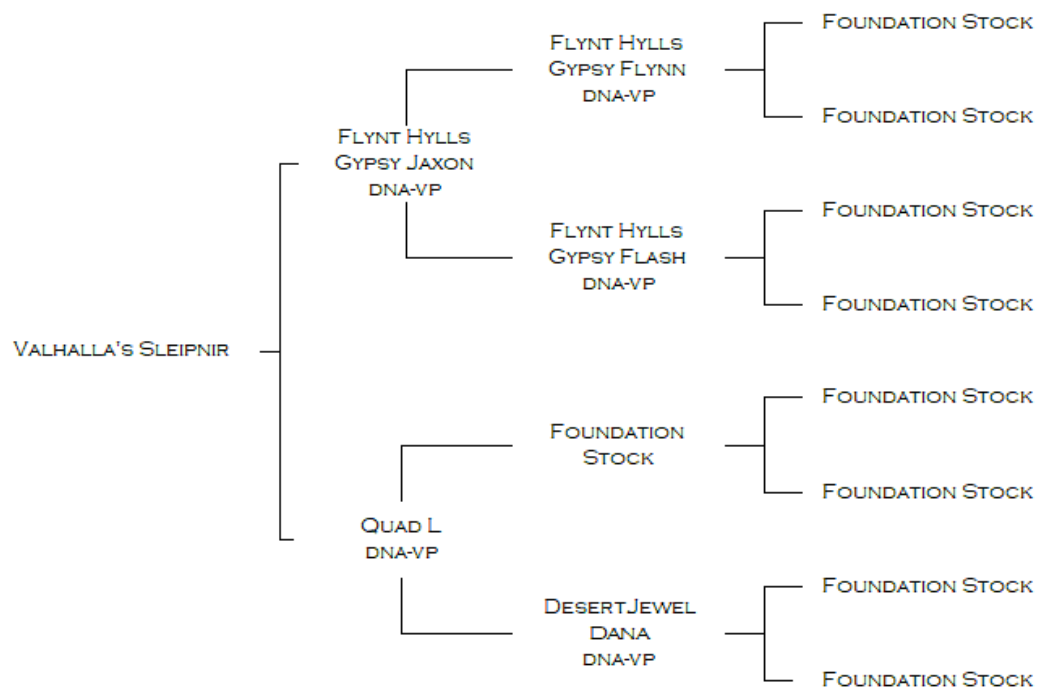 Foundation Stock
Flynt Hylls
Gypsy Flynn
DNA-VP
Foundation Stock
Flynt Hylls
Gypsy Jaxon
DNA-VP
Foundation Stock
Flynt Hylls
Gypsy Flash
DNA-VP
Foundation Stock
Valhalla's Sleipnir
Foundation Stock
Foundation
Stock
Foundation Stock
Quad L
DNA-VP
Foundation Stock
DesertJewel
Dana
DNA-VP
Foundation Stock